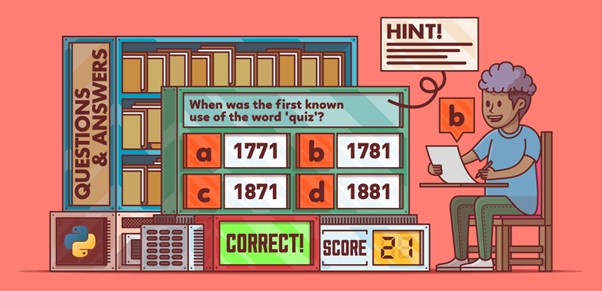 HINT!
QUESTIONS
& ANSWERS
When was the first known
use of the word 'quiz'?
a 1771 b 1781
c 1871 d 1881
b
CORRECT!
SCORE 21